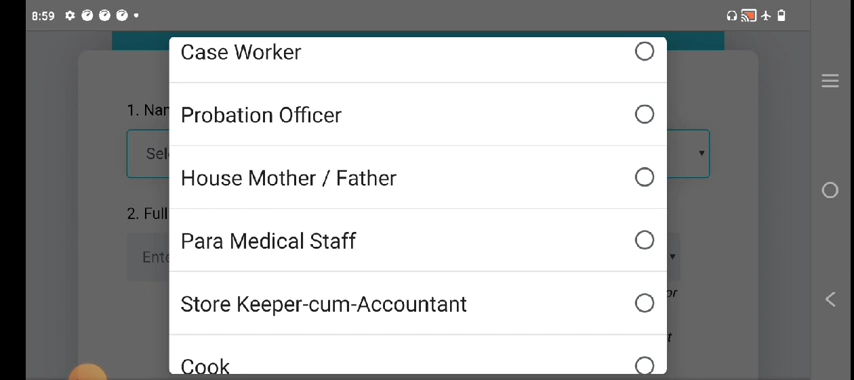 8:59
Case Worker
1. Nam
Probation Officer
Sel
House Mother / Father
2. Full
Para Medical Staff
Ente
or
Store Keeper-cum-Accountant
t
Cook